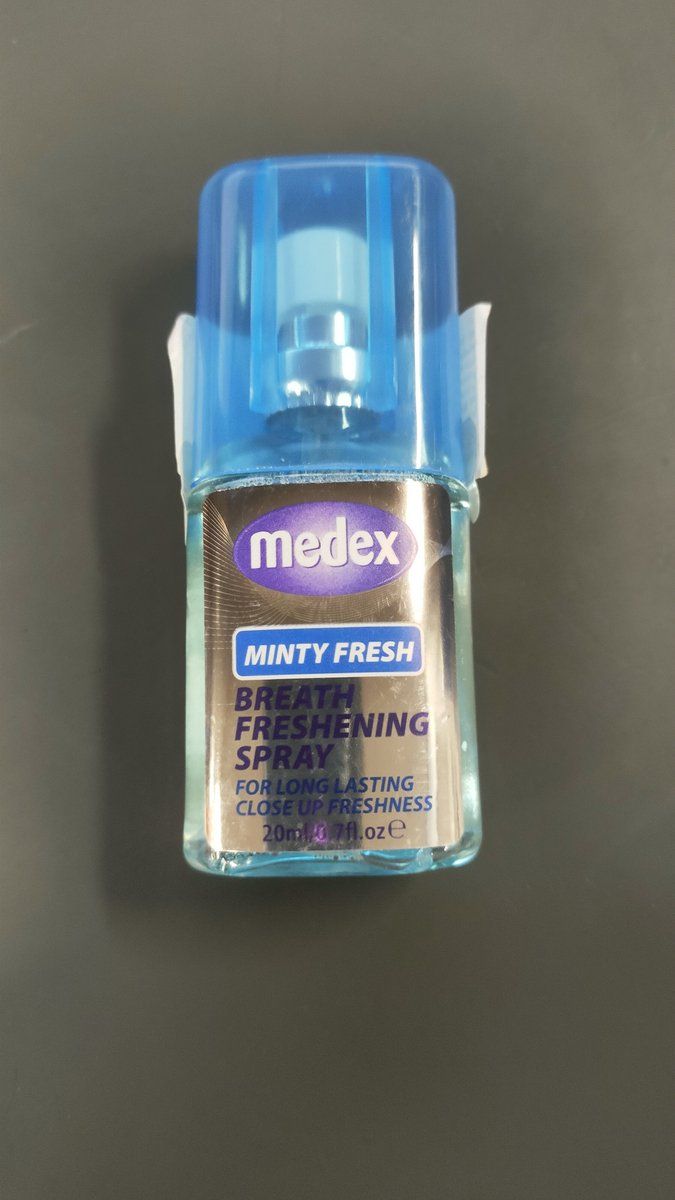 medex
MINTY FRESH
BREATH
FRESHENING
SPRAY
FOR LONG LASTING
CLOSE UP FRESHNESS
20ml/0.7fl.oz℮